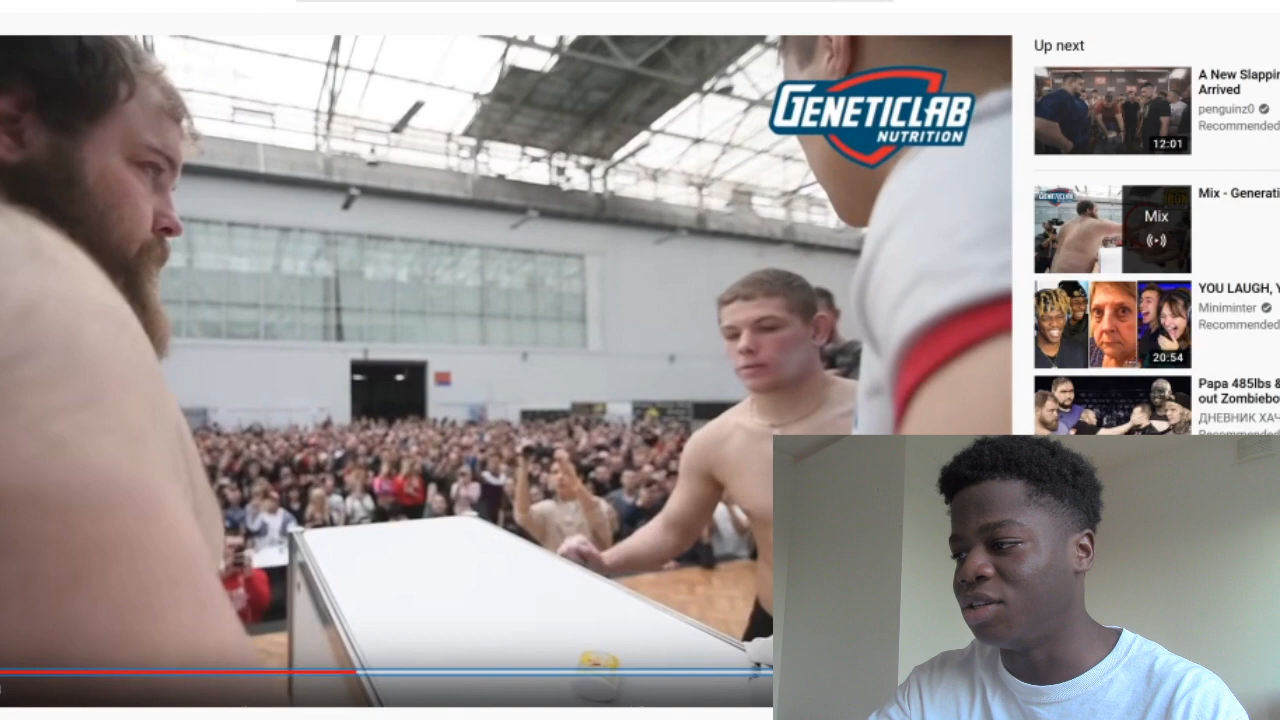 GENETICLAB
NUTRITION
Up next
A New Slappin
Arrived
penguinz0
Recommended
12:01
Mix
Mix - Generati
YOU LAUGH, Y
Miniminter
Recommended
20:54
Papa 485lbs &
out Zombiebo
ДНЕВНИК ХАЧ
Recommended